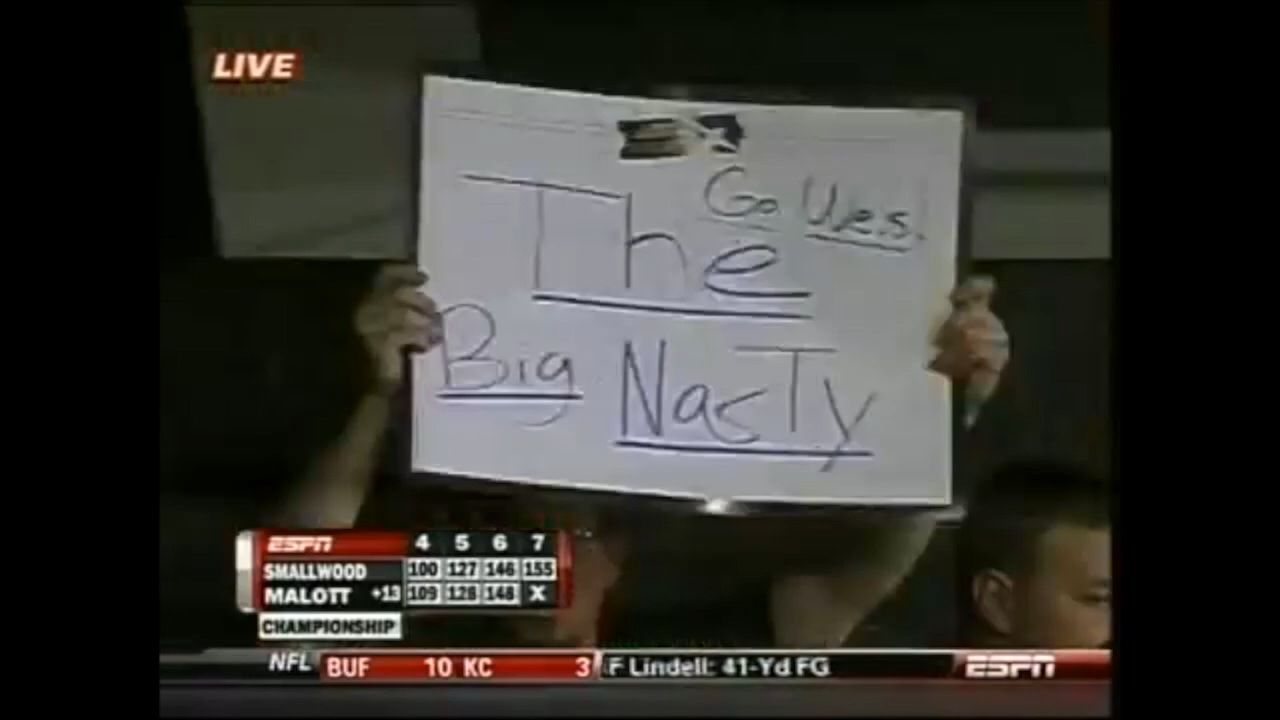 LIVE
Go Wes!
The
Big NasTy
ESPN 4 5 6 7
SMALLWOOD 100 127 146 155
MALOTT +13 109 128 148 X
CHAMPIONSHIP
NFL BUF 10 KC 3 F Lindell: 41-Yd FG ESPN